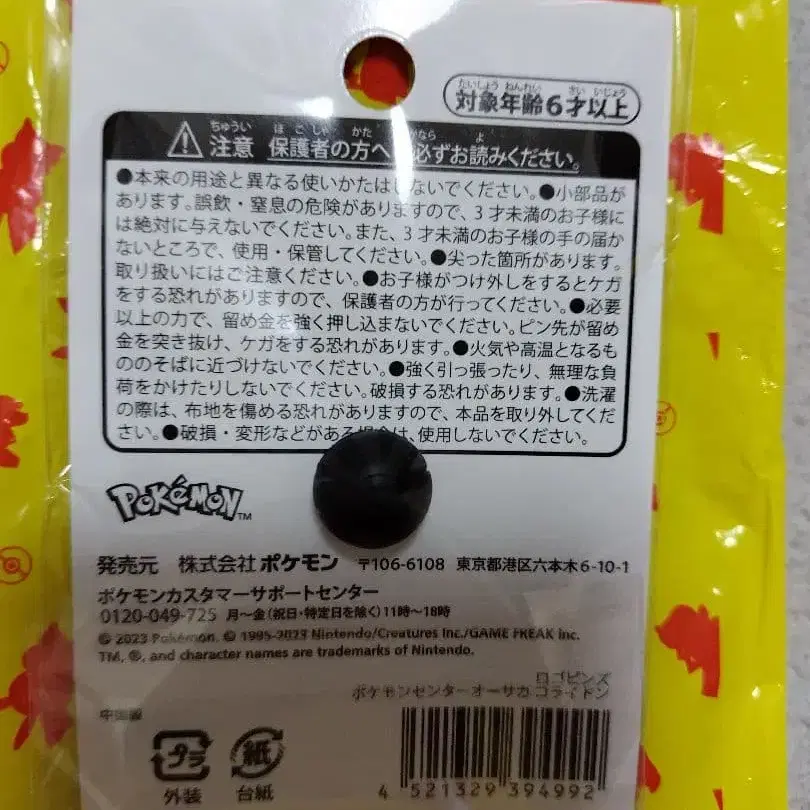 たいしょう ねんれい さい いじょう
対象年齢6才以上
ちゅうい ほ ご しゃ かた かなら よ
注意 保護者の方へ 必ずお読みください。
●本来の用途と異なる使いかたはしないでください。●小部品が
あります。誤飲・窒息の危険がありますので、3才未満のお子様に
は絶対に与えないでください。また、3才未満のお子様の手の届か
ないところで、使用・保管してください。●尖った箇所があります。
取り扱いにはご注意ください。●お子様がつけ外しをするとケガ
をする恐れがありますので、保護者の方が行ってください。●必要
以上の力で、留め金を強く押し込まないでください。ピン先が留め
金を突き抜け、ケガをする恐れがあります。●火気や高温となるも
ののそばに近づけないでください。●強く引っ張ったり、無理な負
荷をかけたりしないでください。破損する恐れがあります。●洗濯
の際は、布地を傷める恐れがありますので、本品を取り外してくだ
さい。●破損・変形などがある場合は、使用しないでください。
POKéMON TM
発売元 株式会社ポケモン 〒106-6108 東京都港区六本木6-10-1
ポケモンカスタマーサポートセンター
0120-049-725 月～金(祝日・特定日を除く)11時～18時
© 2023 Pokémon. © 1995-2023 Nintendo/Creatures Inc./GAME FREAK inc.
TM, ®, and character names are trademarks of Nintendo.
ロゴピンズ
ポケモンセンターオーサカ コライドン
中国製
プラ 紙
外装 台紙
4 521329 394992